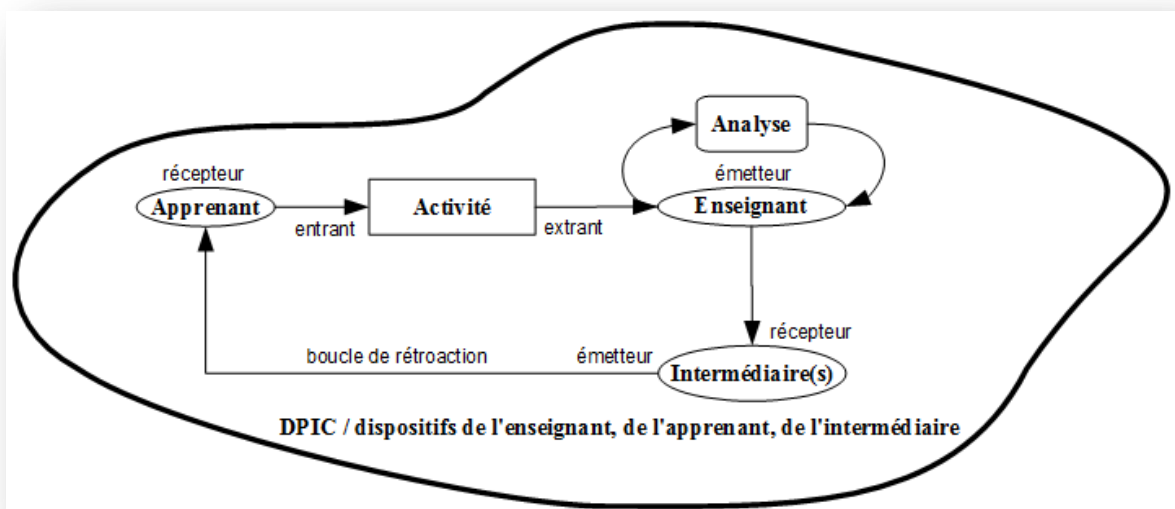 Analyse
récepteur
émetteur
Apprenant
Activité
Enseignant
entrant
extrant
récepteur
boucle de rétroaction
émetteur
Intermédiaire(s)
DPIC / dispositifs de l'enseignant, de l'apprenant, de l'intermédiaire